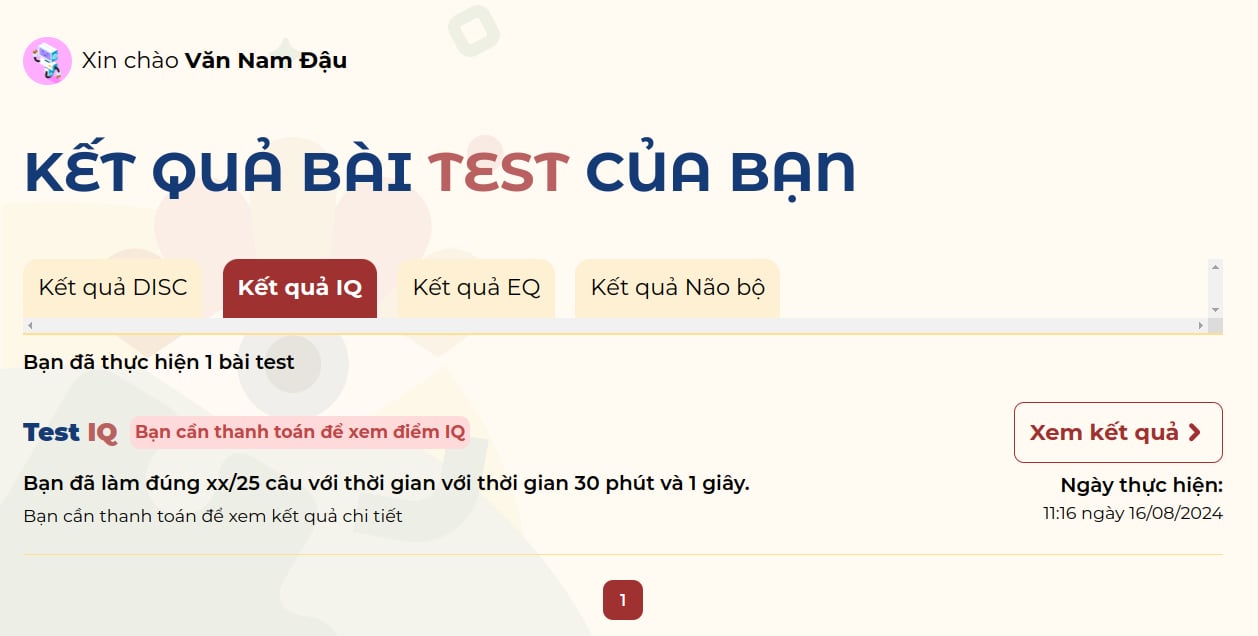 Xin chào Văn Nam Đậu
KẾT QUẢ BÀI TEST CỦA BẠN
Kết quả DISC
Kết quả IQ
Kết quả EQ
Kết quả Não bộ
Bạn đã thực hiện 1 bài test
Test IQ
Bạn cần thanh toán để xem điểm IQ
Xem kết quả
Bạn đã làm đúng xx/25 câu với thời gian với thời gian 30 phút và 1 giây.
Ngày thực hiện:
Bạn cần thanh toán để xem kết quả chi tiết
11:16 ngày 16/08/2024
1